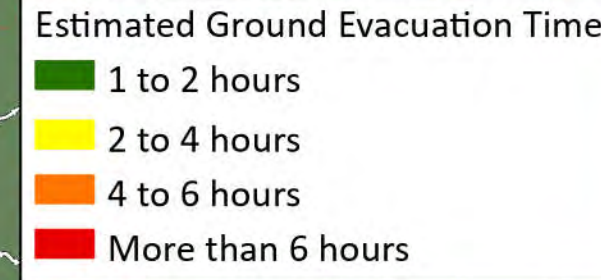 Estimated Ground Evacuation Time
1 to 2 hours
2 to 4 hours
4 to 6 hours
More than 6 hours